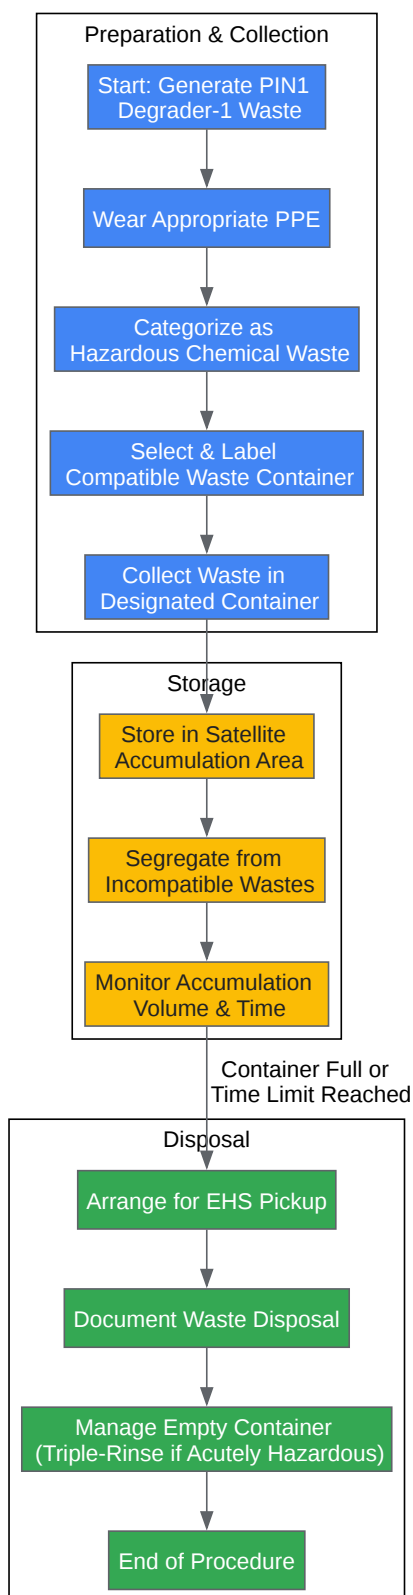 Preparation & Collection
Start: Generate PIN1
Degrader-1 Waste
Wear Appropriate PPE
Categorize as
Hazardous Chemical Waste
Select & Label
Compatible Waste Container
Collect Waste in
Designated Container
Storage
Store in Satellite
Accumulation Area
Segregate from
Incompatible Wastes
Monitor Accumulation
Volume & Time
Container Full or
Time Limit Reached
Disposal
Arrange for EHS Pickup
Document Waste Disposal
Manage Empty Container
(Triple-Rinse if Acutely Hazardous)
End of Procedure